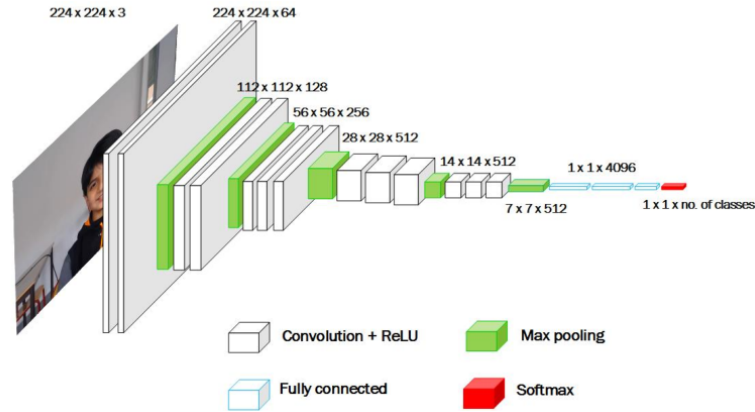 224 x 224 x 3
224 x 224 x 64
112 x 112 x 128
56 x 56 x 256
28 x 28 x 512
14 x 14 x 512
1 x 1 x 4096
7 x 7 x 512
1 x 1 x no. of classes
Convolution + ReLU
Max pooling
Fully connected
Softmax